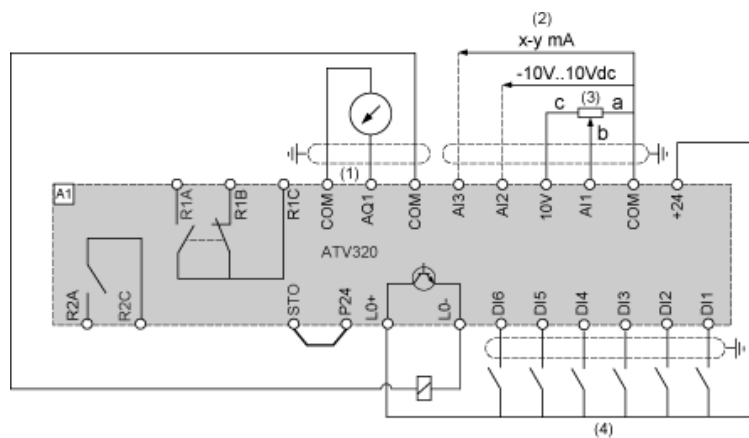 (2)
x-y mA
-10V..10Vdc
c (3) a
b
(1)
A1
R1A R1B R1C COM AQ1 COM AI3 AI2 10V AI1 COM +24
ATV320
R2A R2C STO P24 L0+ L0- DI6 DI5 DI4 DI3 DI2 DI1
(4)